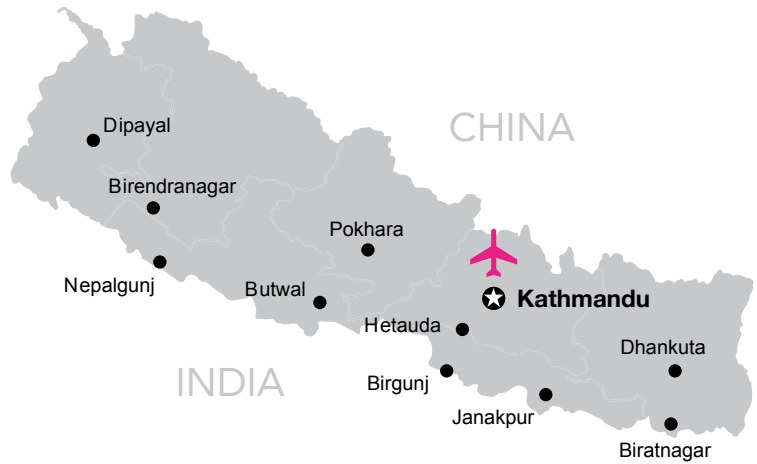 Dipayal
CHINA
Birendranagar
Pokhara
Nepalgunj
Butwal
Kathmandu
Hetauda
Dhankuta
INDIA
Birgunj
Janakpur
Biratnagar